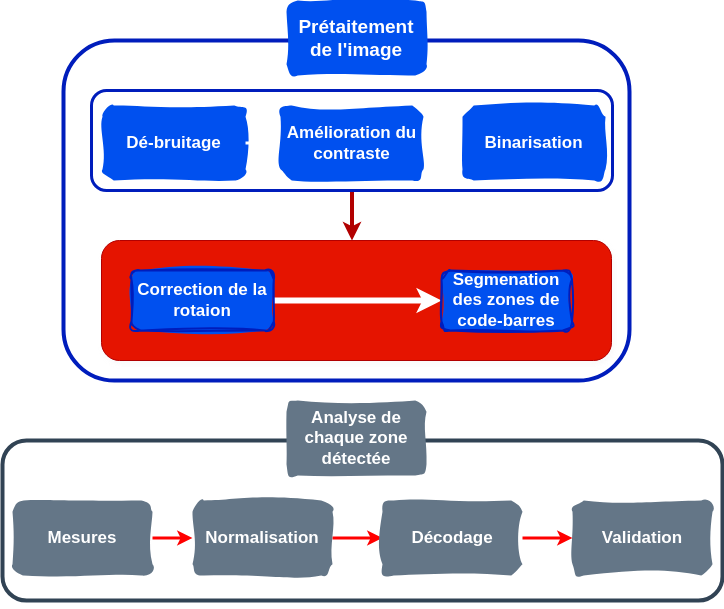 Prétaitement
de l'image
Dé-bruitage
Amélioration du
contraste
Binarisation
Correction de la
rotaion
Segmenation
des zones de
code-barres
Analyse de
chaque zone
détectée
Mesures
Normalisation
Décodage
Validation